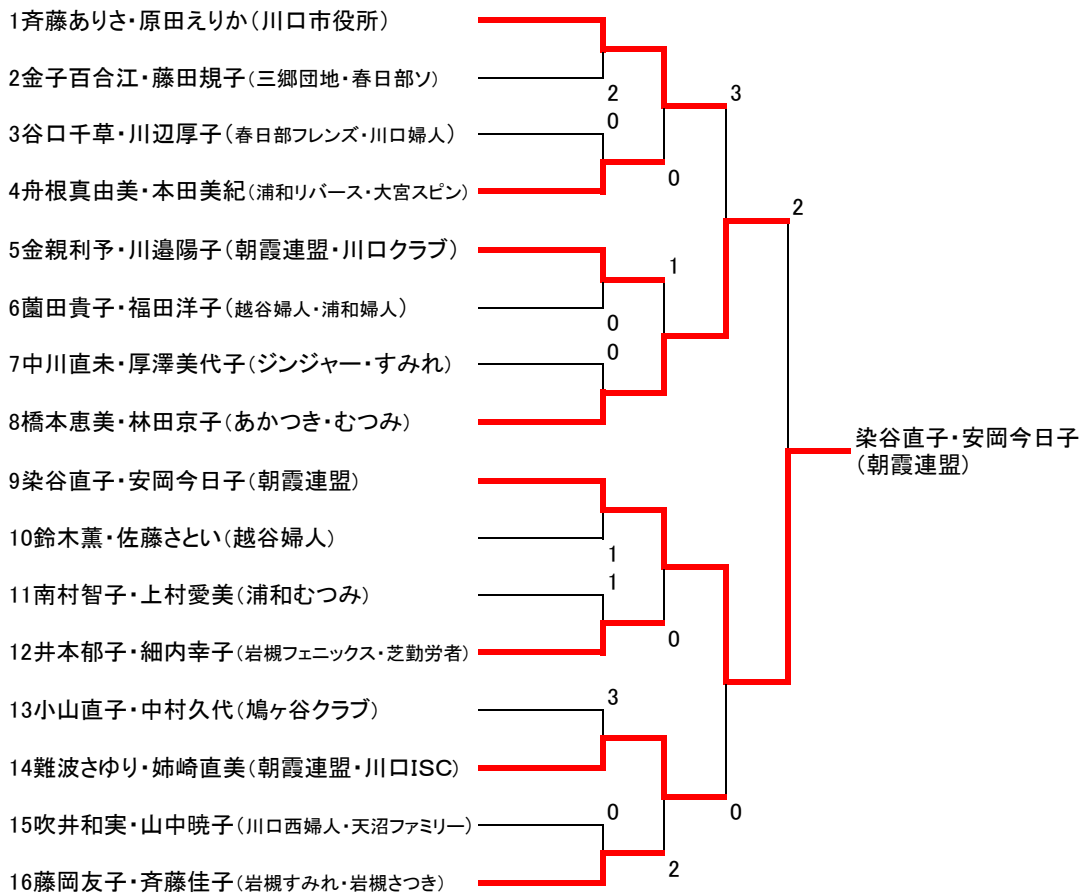 1斉藤ありさ・原田えりか（川口市役所）
2金子百合江・藤田規子（三郷団地・春日部ソ）
3
2
0
3谷口千草・川辺厚子（春日部フレンズ・川口婦人）
0
4舟根真由美・本田美紀（浦和リバース・大宮スピン）
2
5金親利予・川邉陽子（朝霞連盟・川口クラブ）
1
6薗田貴子・福田洋子（越谷婦人・浦和婦人）
0
0
7中川直未・厚澤美代子（ジンジャー・すみれ）
8橋本恵美・林田京子（あかつき・むつみ）
染谷直子・安岡今日子
（朝霞連盟）
9染谷直子・安岡今日子（朝霞連盟）
10鈴木薫・佐藤さとい（越谷婦人）
1
1
11南村智子・上村愛美（浦和むつみ）
0
12井本郁子・細内幸子（岩槻フェニックス・芝勤労者）
3
13小山直子・中村久代（鳩ヶ谷クラブ）
14難波さゆり・姉崎直美（朝霞連盟・川口ISC）
0
0
15吹井和実・山中暁子（川口西婦人・天沼ファミリー）
2
16藤岡友子・斉藤佳子（岩槻すみれ・岩槻さつき）